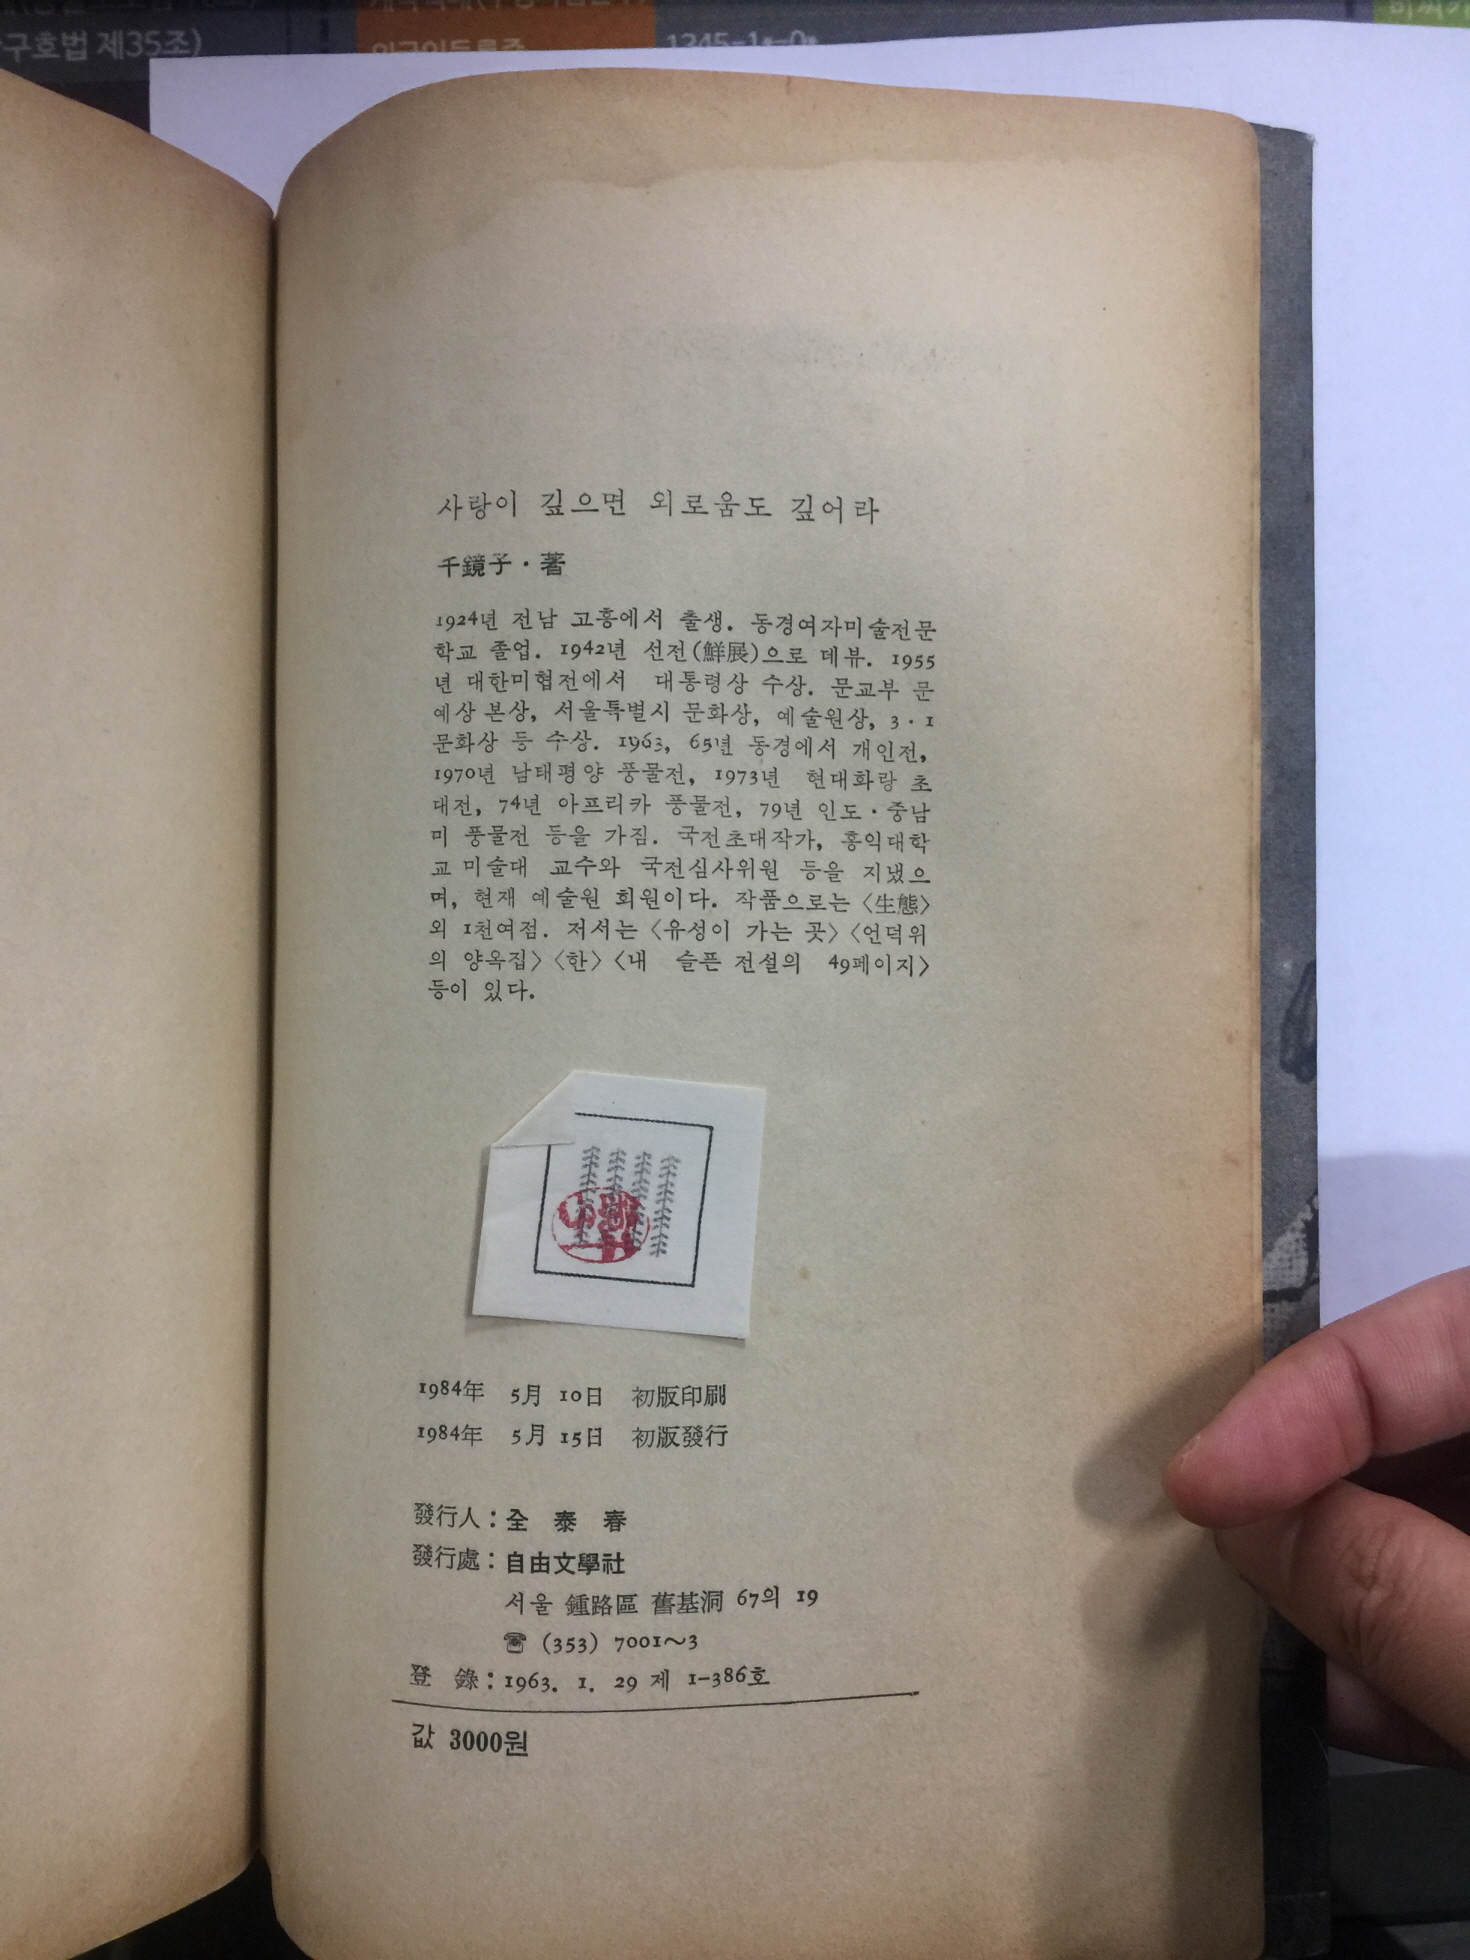 구호법 제35조)
사랑이 깊으면 외로움도 깊어라
千鏡子·著
1924년 전남 고흥에서 출생. 동경여자미술전문
학교 졸업. 1942년 선전(鮮展)으로 데뷰. 1955
년 대한미협전에서 대통령상 수상. 문교부 문
예상 본상, 서울특별시 문화상, 예술원상, 3·1
문화상 등 수상. 1963, 65년 동경에서 개인전,
1970년 남태평양 풍물전, 1973년 현대화랑 초
대전, 74년 아프리카 풍물전, 79년 인도·중남
미 풍물전 등을 가짐. 국전초대작가, 홍익대학
교 미술대 교수와 국전심사위원 등을 지냈으
며, 현재 예술원 회원이다. 작품으로는 〈生態〉
외 1천여점. 저서는 〈유성이 가는 곳〉 〈언덕위
의 양옥집〉 〈한〉 〈내 슬픈 전설의 49페이지〉
등이 있다.
1984年 5月 10日 初版印刷
1984年 5月 15日 初版發行
發行人 : 全 泰 春
發行處 : 自由文學社
서울 鍾路區 舊基洞 67의 19
☎ (353) 7001~3
登 錄 : 1963. 1. 29 제 1-386호
값 3000원